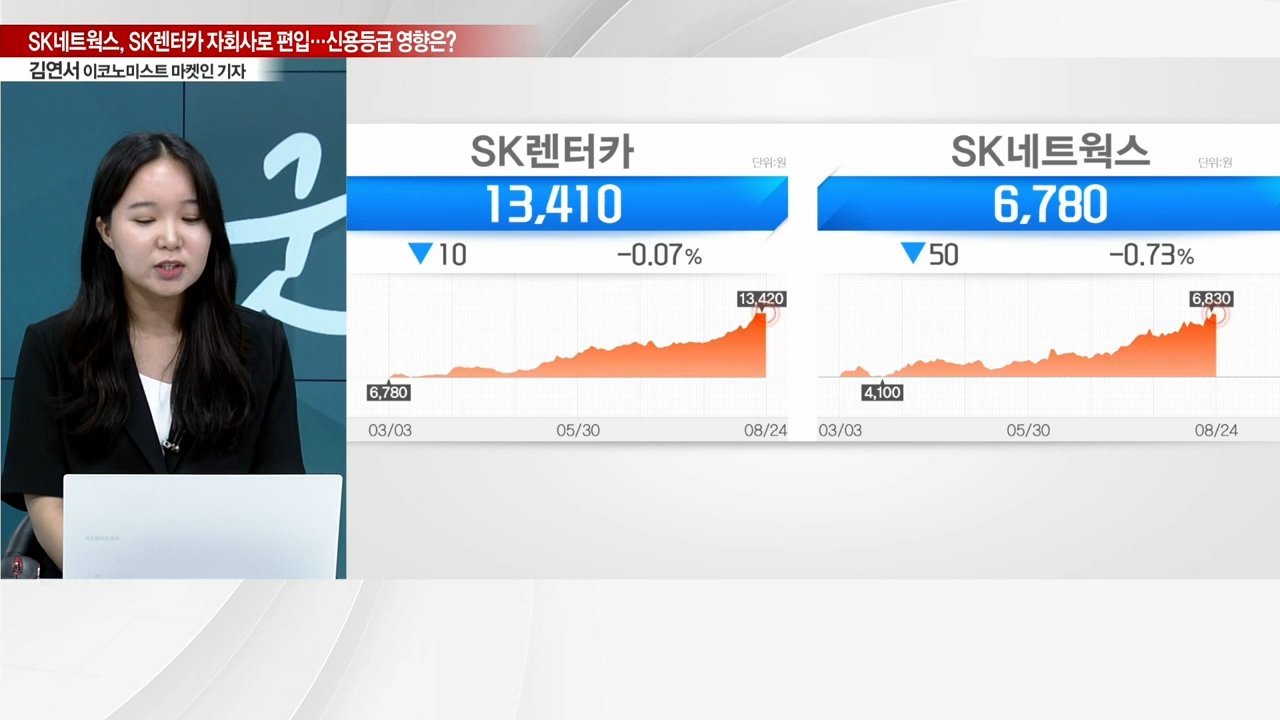 SK네트웍스, SK렌터카 자회사로 편입…신용등급 영향은?
김연서 이코노미스트 마켓인 기자
SK렌터카
단위:원
13,410
▼10 -0.07%
13,420
6,780
03/03 05/30 08/24
SK네트웍스
단위:원
6,780
▼50 -0.73%
6,830
4,100
03/03 05/30 08/24
SAMSUNG